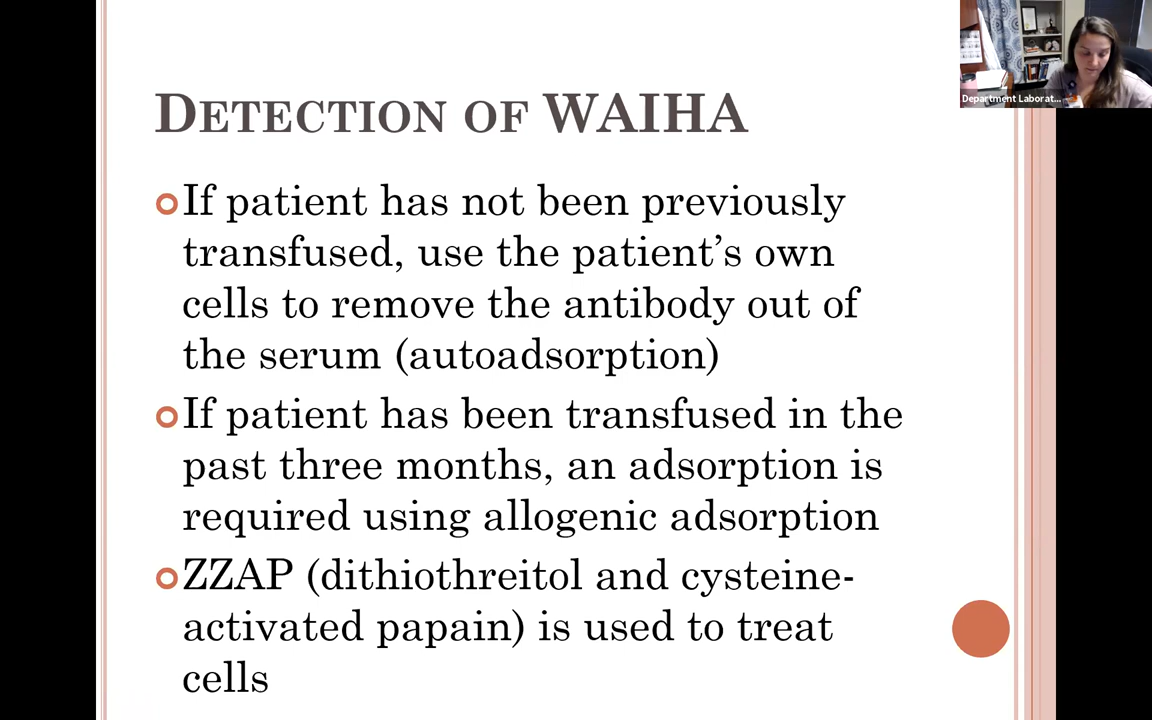 DETECTION OF WAIHA
If patient has not been previously
transfused, use the patient’s own
cells to remove the antibody out of
the serum (autoadsorption)
If patient has been transfused in the
past three months, an adsorption is
required using allogenic adsorption
ZZAP (dithiothreitol and cysteine-
activated papain) is used to treat
cells
Department Laborat...